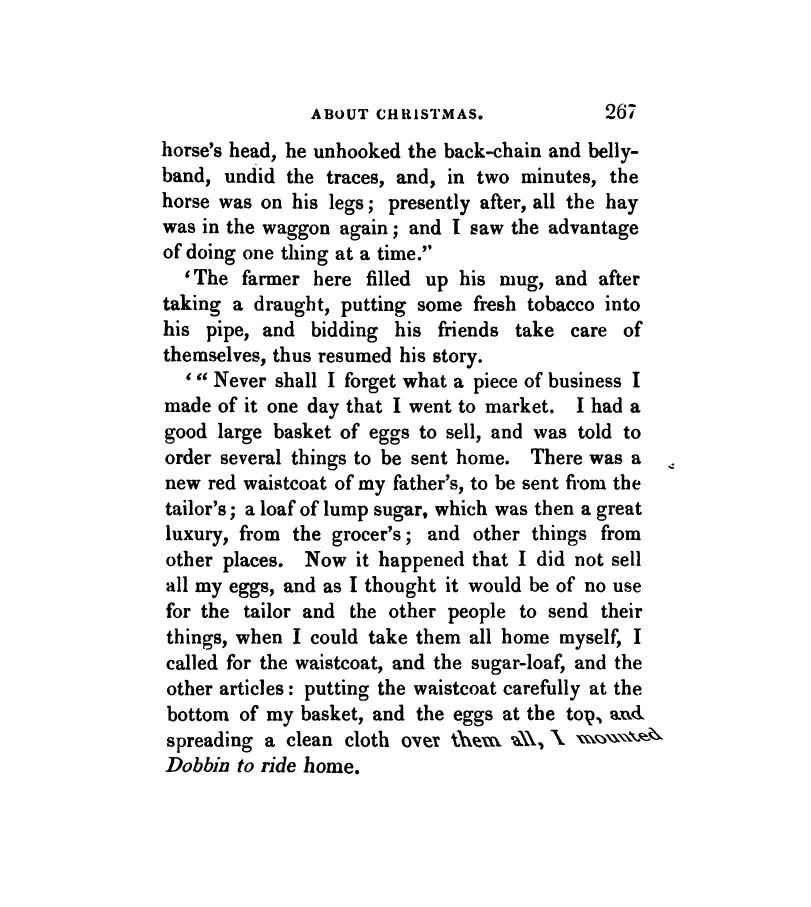 ABOUT CHRISTMAS. 267
horse's head, he unhooked the back-chain and belly-
band, undid the traces, and, in two minutes, the
horse was on his legs; presently after, all the hay
was in the waggon again; and I saw the advantage
of doing one thing at a time."
'The farmer here filled up his mug, and after
taking a draught, putting some fresh tobacco into
his pipe, and bidding his friends take care of
themselves, thus resumed his story.
'"Never shall I forget what a piece of business I
made of it one day that I went to market. I had a
good large basket of eggs to sell, and was told to
order several things to be sent home. There was a
new red waistcoat of my father's, to be sent from the
tailor's; a loaf of lump sugar, which was then a great
luxury, from the grocer's; and other things from
other places. Now it happened that I did not sell
all my eggs, and as I thought it would be of no use
for the tailor and the other people to send their
things, when I could take them all home myself, I
called for the waistcoat, and the sugar-loaf, and the
other articles: putting the waistcoat carefully at the
bottom of my basket, and the eggs at the top, and
spreading a clean cloth over them all, I mounted
Dobbin to ride home.